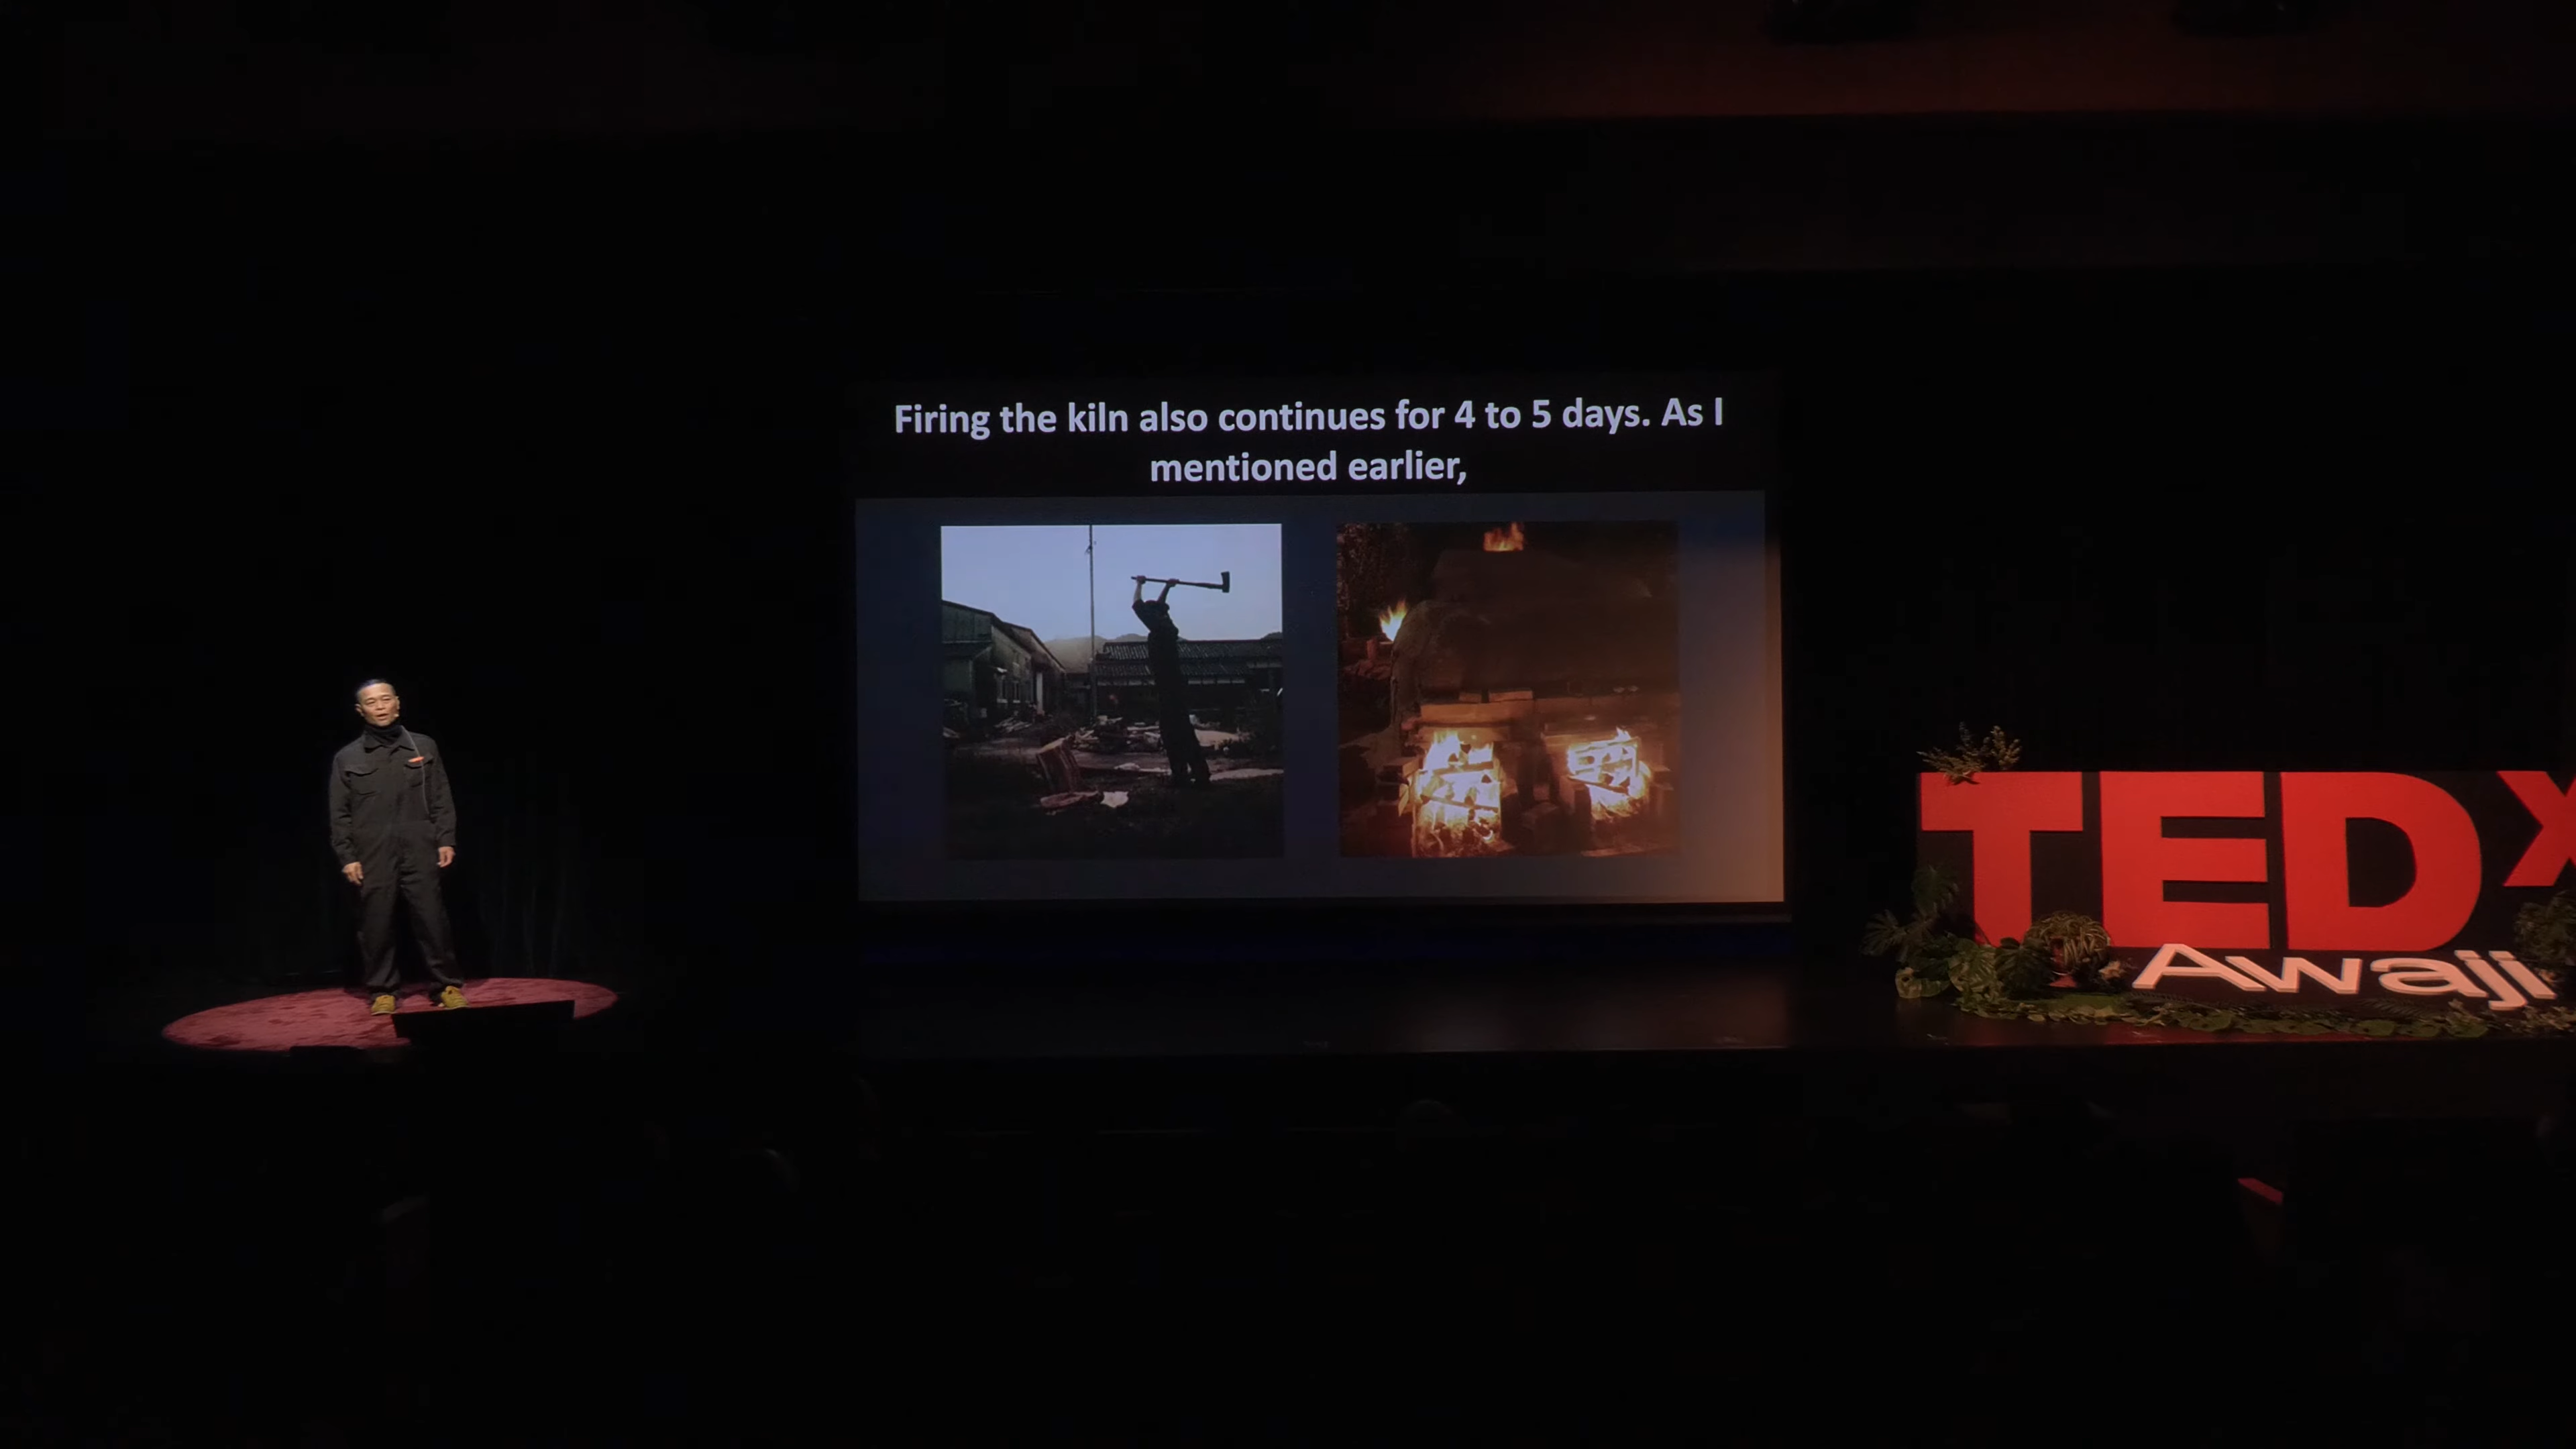 Firing the kiln also continues for 4 to 5 days. As I
mentioned earlier,
TEDx
Awaji